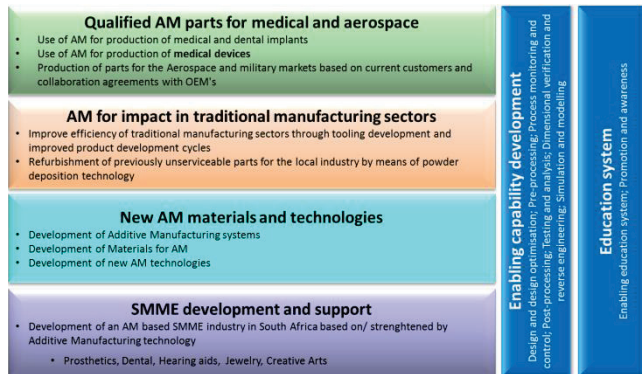 Qualified AM parts for medical and aerospace
• Use of AM for production of medical and dental implants
• Use of AM for production of medical devices
• Production of parts for the Aerospace and military markets based on current customers and
collaboration agreements with OEM's
AM for impact in traditional manufacturing sectors
• Improve efficiency of traditional manufacturing sectors through tooling development and
improved product development cycles
• Refurbishment of previously unserviceable parts for the local industry by means of powder
deposition technology
New AM materials and technologies
• Development of Additive Manufacturing systems
• Development of Materials for AM
• Development of new AM technologies
SMME development and support
• Development of an AM based SMME industry in South Africa based on/ strenghtened by
Additive Manufacturing technology
• Prosthetics, Dental, Hearing aids, Jewelry, Creative Arts
Enabling capability development
Design and design optimisation; Pre-processing; Process monitoring and
control; Post-processing; Testing and analysis; Dimensional verification and
reverse engineering; Simulation and modelling
Education system
Enabling education system; Promotion and awareness